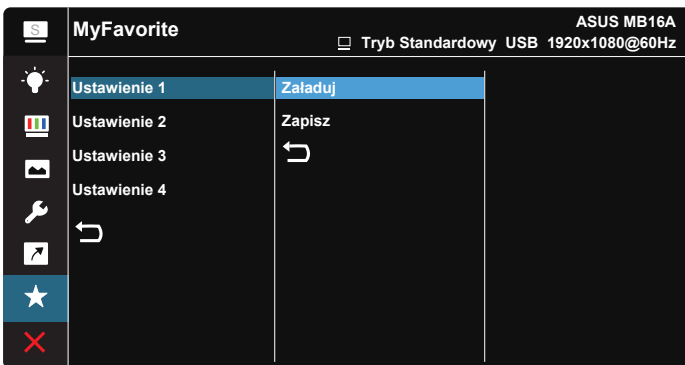 S
MyFavorite
ASUS MB16A
Tryb Standardowy USB 1920x1080@60Hz
Ustawienie 1
Załaduj
Ustawienie 2
Zapisz
Ustawienie 3
Ustawienie 4